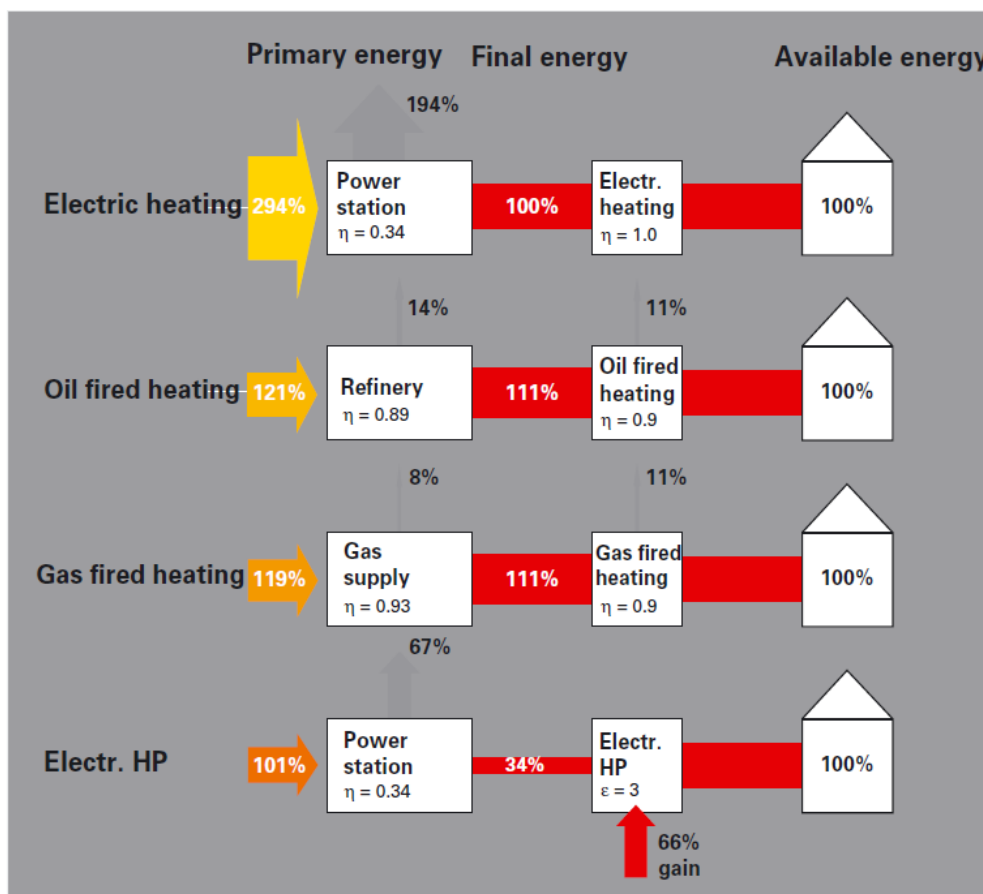 Primary energy Final energy Available energy
194%
Electric heating 294% Power station η = 0.34 100% Electr. heating η = 1.0 100%
14% 11%
Oil fired heating 121% Refinery η = 0.89 111% Oil fired heating η = 0.9 100%
8% 11%
Gas fired heating 119% Gas supply η = 0.93 111% Gas fired heating η = 0.9 100%
67%
Electr. HP 101% Power station η = 0.34 34% Electr. HP ε = 3 100%
66%
gain